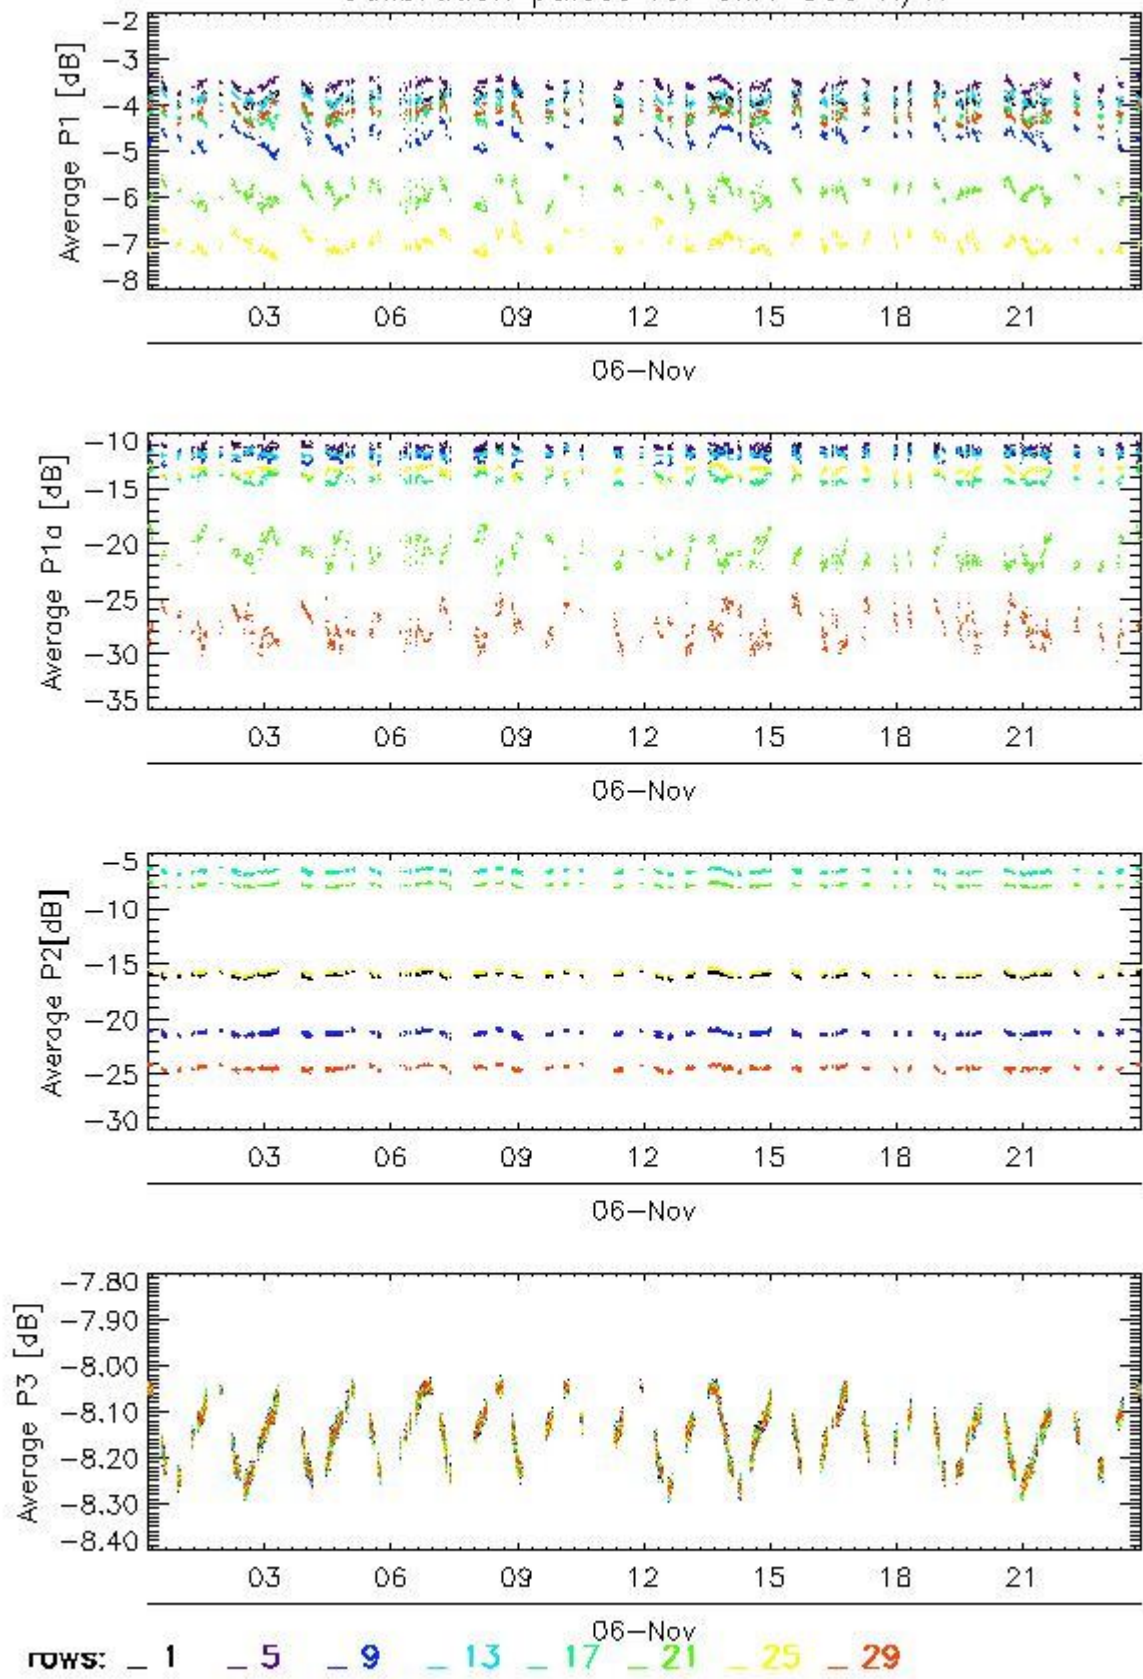 -2
-3
-4
-5
-6
-7
-8
Average P1 [dB]
03 06 09 12 15 18 21
06-Nov
-10
-15
-20
-25
-30
-35
Average P1a [dB]
03 06 09 12 15 18 21
06-Nov
-5
-10
-15
-20
-25
-30
Average P2[dB]
03 06 09 12 15 18 21
06-Nov
-7.80
-7.90
-8.00
-8.10
-8.20
-8.30
-8.40
Average P3 [dB]
03 06 09 12 15 18 21
06-Nov
rows: _ 1 _ 5 _ 9 _ 13 _ 17 _ 21 _ 25 _ 29